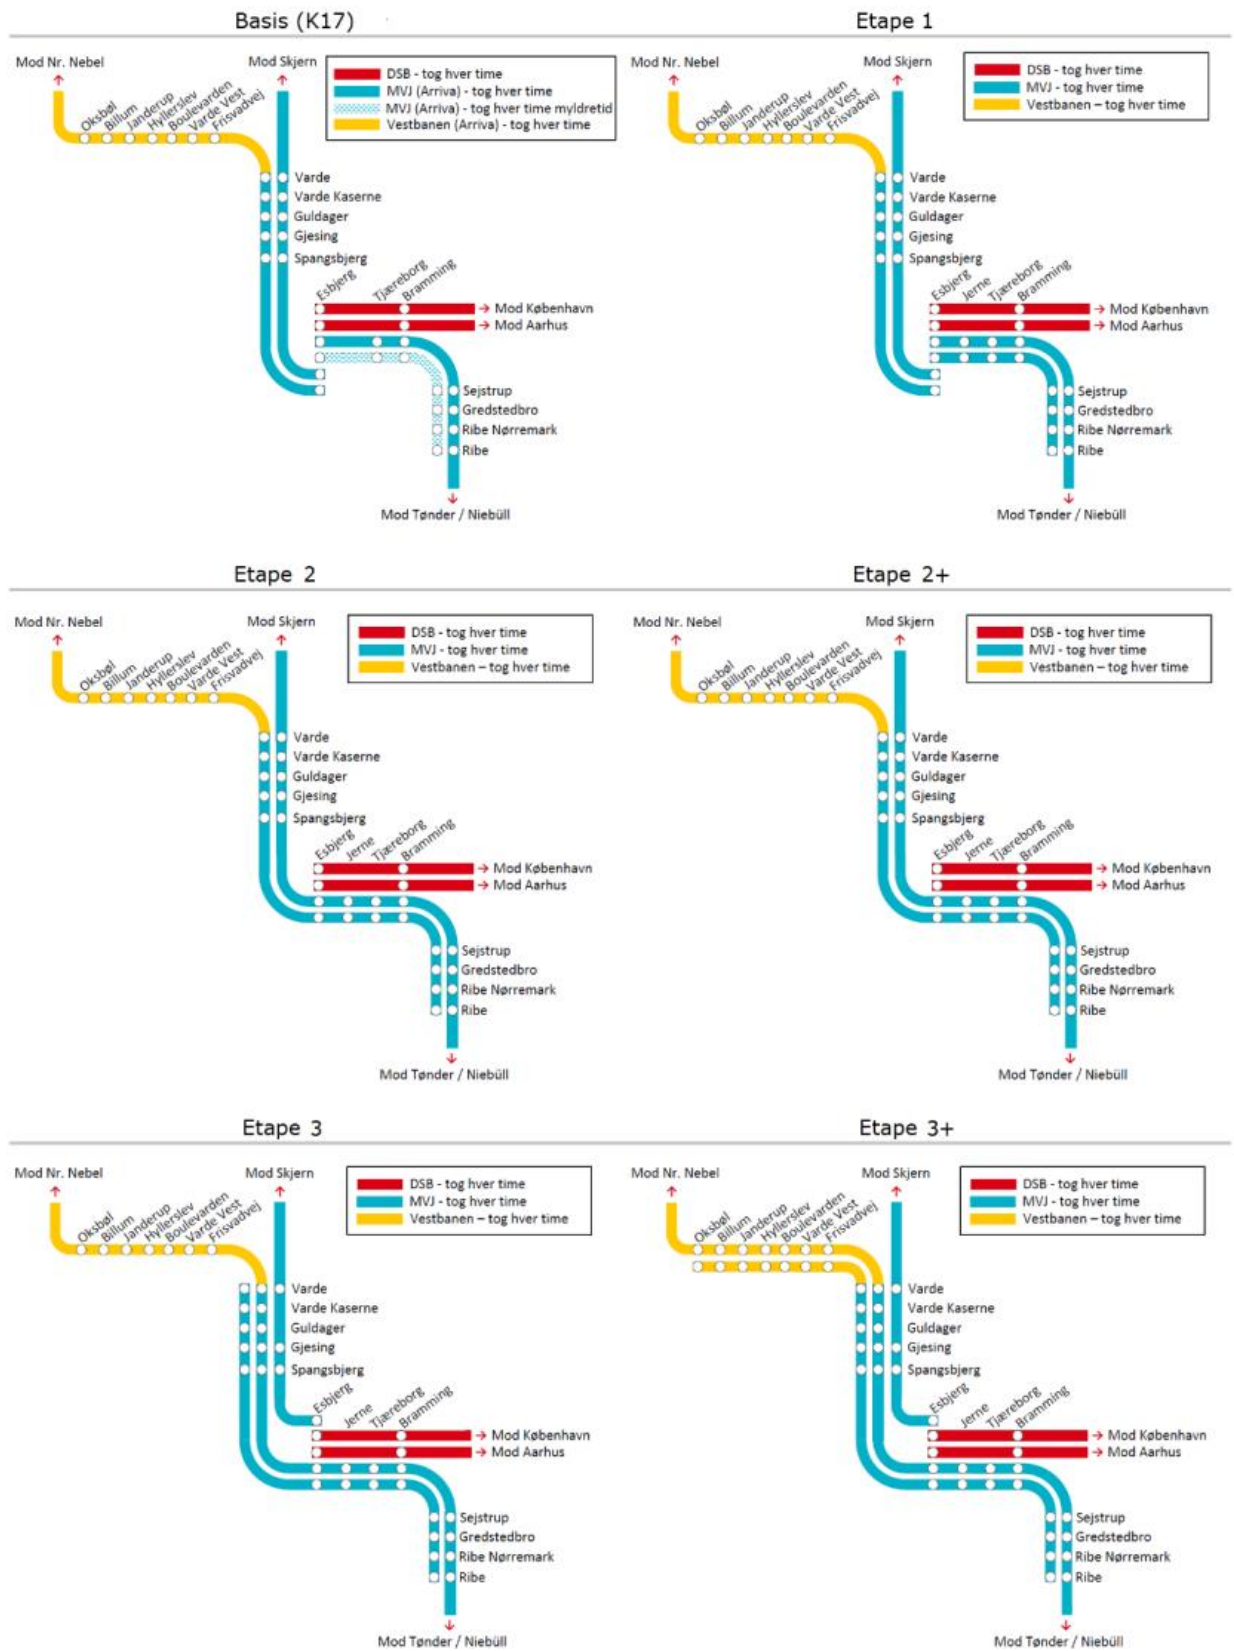 Basis (K17)
Mod Nr. Nebel
Mod Skjern
DSB - tog hver time
MVJ (Arriva) - tog hver time
MVJ (Arriva) - tog hver time myldretid
Vestbanen (Arriva) - tog hver time
Oksbøl
Billum
Janderup
Hyllerslev
Boulevarden
Varde Vest
Frisvadvej
Varde
Varde Kaserne
Guldager
Gjesing
Spangsbjerg
Esbjerg
Tjæreborg
Bramming
Mod København
Mod Aarhus
Sejstrup
Gredstedbro
Ribe Nørremark
Ribe
Mod Tønder / Niebüll
Etape 1
Mod Nr. Nebel
Mod Skjern
DSB - tog hver time
MVJ - tog hver time
Vestbanen – tog hver time
Oksbøl
Billum
Janderup
Hyllerslev
Boulevarden
Varde Vest
Frisvadvej
Varde
Varde Kaserne
Guldager
Gjesing
Spangsbjerg
Esbjerg
Jerne
Tjæreborg
Bramming
Mod København
Mod Aarhus
Sejstrup
Gredstedbro
Ribe Nørremark
Ribe
Mod Tønder / Niebüll
Etape 2
Mod Nr. Nebel
Mod Skjern
DSB - tog hver time
MVJ - tog hver time
Vestbanen – tog hver time
Oksbøl
Billum
Janderup
Hyllerslev
Boulevarden
Varde Vest
Frisvadvej
Varde
Varde Kaserne
Guldager
Gjesing
Spangsbjerg
Esbjerg
Jerne
Tjæreborg
Bramming
Mod København
Mod Aarhus
Sejstrup
Gredstedbro
Ribe Nørremark
Ribe
Mod Tønder / Niebüll
Etape 2+
Mod Nr. Nebel
Mod Skjern
DSB - tog hver time
MVJ - tog hver time
Vestbanen – tog hver time
Oksbøl
Billum
Janderup
Hyllerslev
Boulevarden
Varde Vest
Frisvadvej
Varde
Varde Kaserne
Guldager
Gjesing
Spangsbjerg
Esbjerg
Jerne
Tjæreborg
Bramming
Mod København
Mod Aarhus
Sejstrup
Gredstedbro
Ribe Nørremark
Ribe
Mod Tønder / Niebüll
Etape 3
Mod Nr. Nebel
Mod Skjern
DSB - tog hver time
MVJ - tog hver time
Vestbanen – tog hver time
Oksbøl
Billum
Janderup
Hyllerslev
Boulevarden
Varde Vest
Frisvadvej
Varde
Varde Kaserne
Guldager
Gjesing
Spangsbjerg
Esbjerg
Jerne
Tjæreborg
Bramming
Mod København
Mod Aarhus
Sejstrup
Gredstedbro
Ribe Nørremark
Ribe
Mod Tønder / Niebüll
Etape 3+
Mod Nr. Nebel
Mod Skjern
DSB - tog hver time
MVJ - tog hver time
Vestbanen – tog hver time
Oksbøl
Billum
Janderup
Hyllerslev
Boulevarden
Varde Vest
Frisvadvej
Varde
Varde Kaserne
Guldager
Gjesing
Spangsbjerg
Esbjerg
Jerne
Tjæreborg
Bramming
Mod København
Mod Aarhus
Sejstrup
Gredstedbro
Ribe Nørremark
Ribe
Mod Tønder / Niebüll